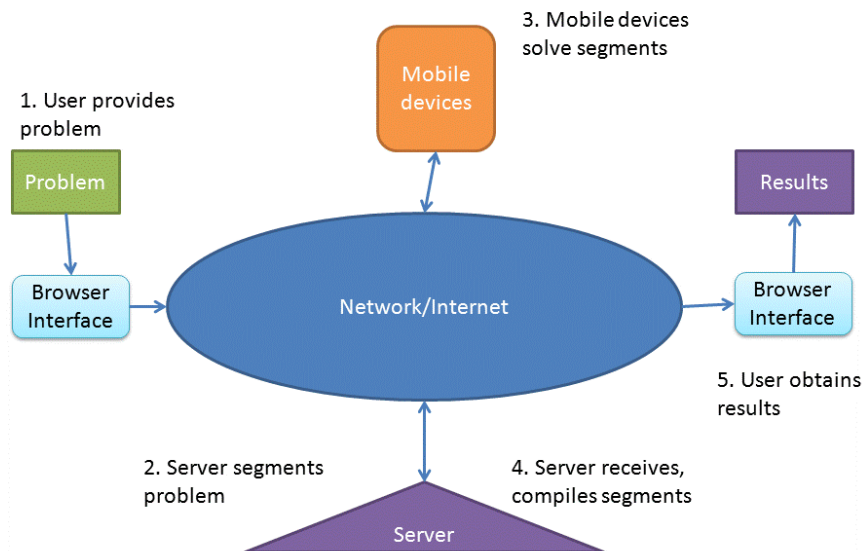 3. Mobile devices
solve segments
Mobile
devices
1. User provides
problem
Problem
Results
Browser
Interface
Network/Internet
Browser
Interface
5. User obtains
results
2. Server segments
problem
4. Server receives,
compiles segments
Server